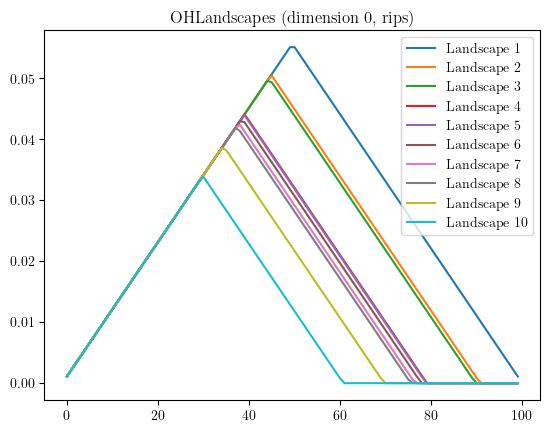 OHLandscapes (dimension 0, rips)
Landscape 1
Landscape 2
Landscape 3
Landscape 4
Landscape 5
Landscape 6
Landscape 7
Landscape 8
Landscape 9
Landscape 10
0.05
0.04
0.03
0.02
0.01
0.00
0 20 40 60 80 100